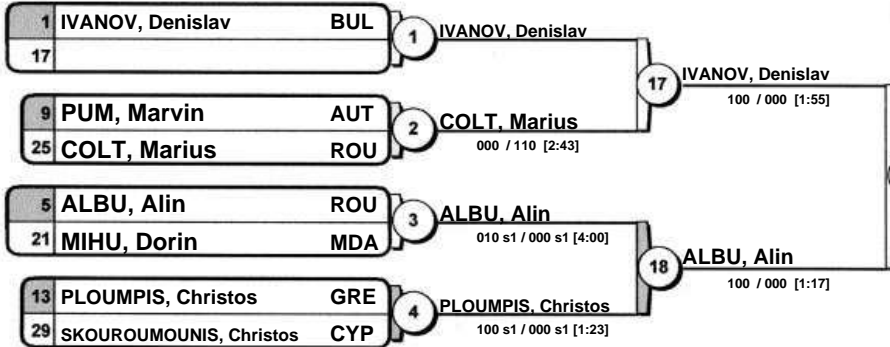 1 IVANOV, Denislav BUL
17
1 IVANOV, Denislav
9 PUM, Marvin AUT
25 COLT, Marius ROU
2 COLT, Marius
000 / 110 [2:43]
17 IVANOV, Denislav
100 / 000 [1:55]
5 ALBU, Alin ROU
21 MIHU, Dorin MDA
3 ALBU, Alin
010 s1 / 000 s1 [4:00]
13 PLOUMPIS, Christos GRE
29 SKOUROUMOUNIS, Christos CYP
4 PLOUMPIS, Christos
100 s1 / 000 s1 [1:23]
18 ALBU, Alin
100 / 000 [1:17]